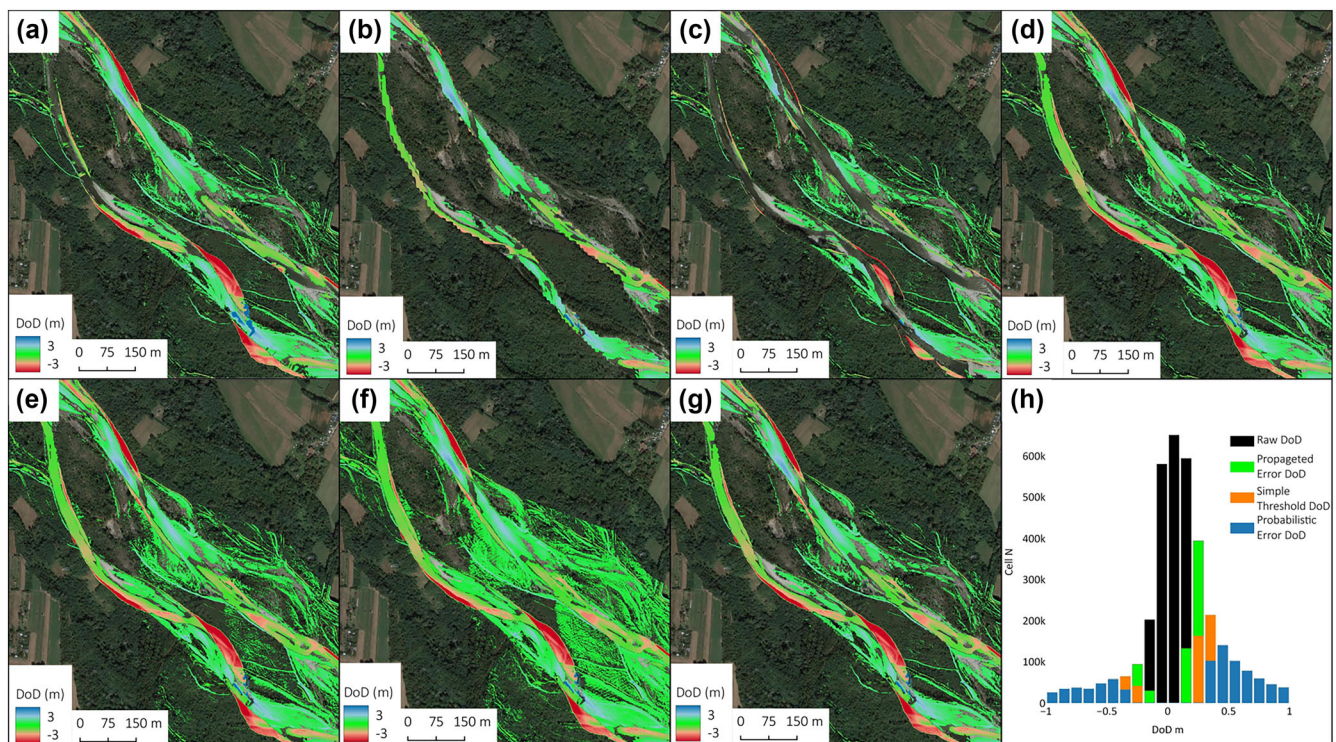 (a)
DoD (m)
3
-3
0 75 150 m
(b)
DoD (m)
3
-3
0 75 150 m
(c)
DoD (m)
3
-3
0 75 150 m
(d)
DoD (m)
3
-3
0 75 150 m
(e)
DoD (m)
3
-3
0 75 150 m
(f)
DoD (m)
3
-3
0 75 150 m
(g)
DoD (m)
3
-3
0 75 150 m
(h)
Raw DoD
Propageted
Error DoD
Simple
Threshold DoD
Probabilistic
Error DoD
600k
500k
400k
300k
200k
100k
0
Cell N
−1 −0.5 0 0.5 1
DoD m